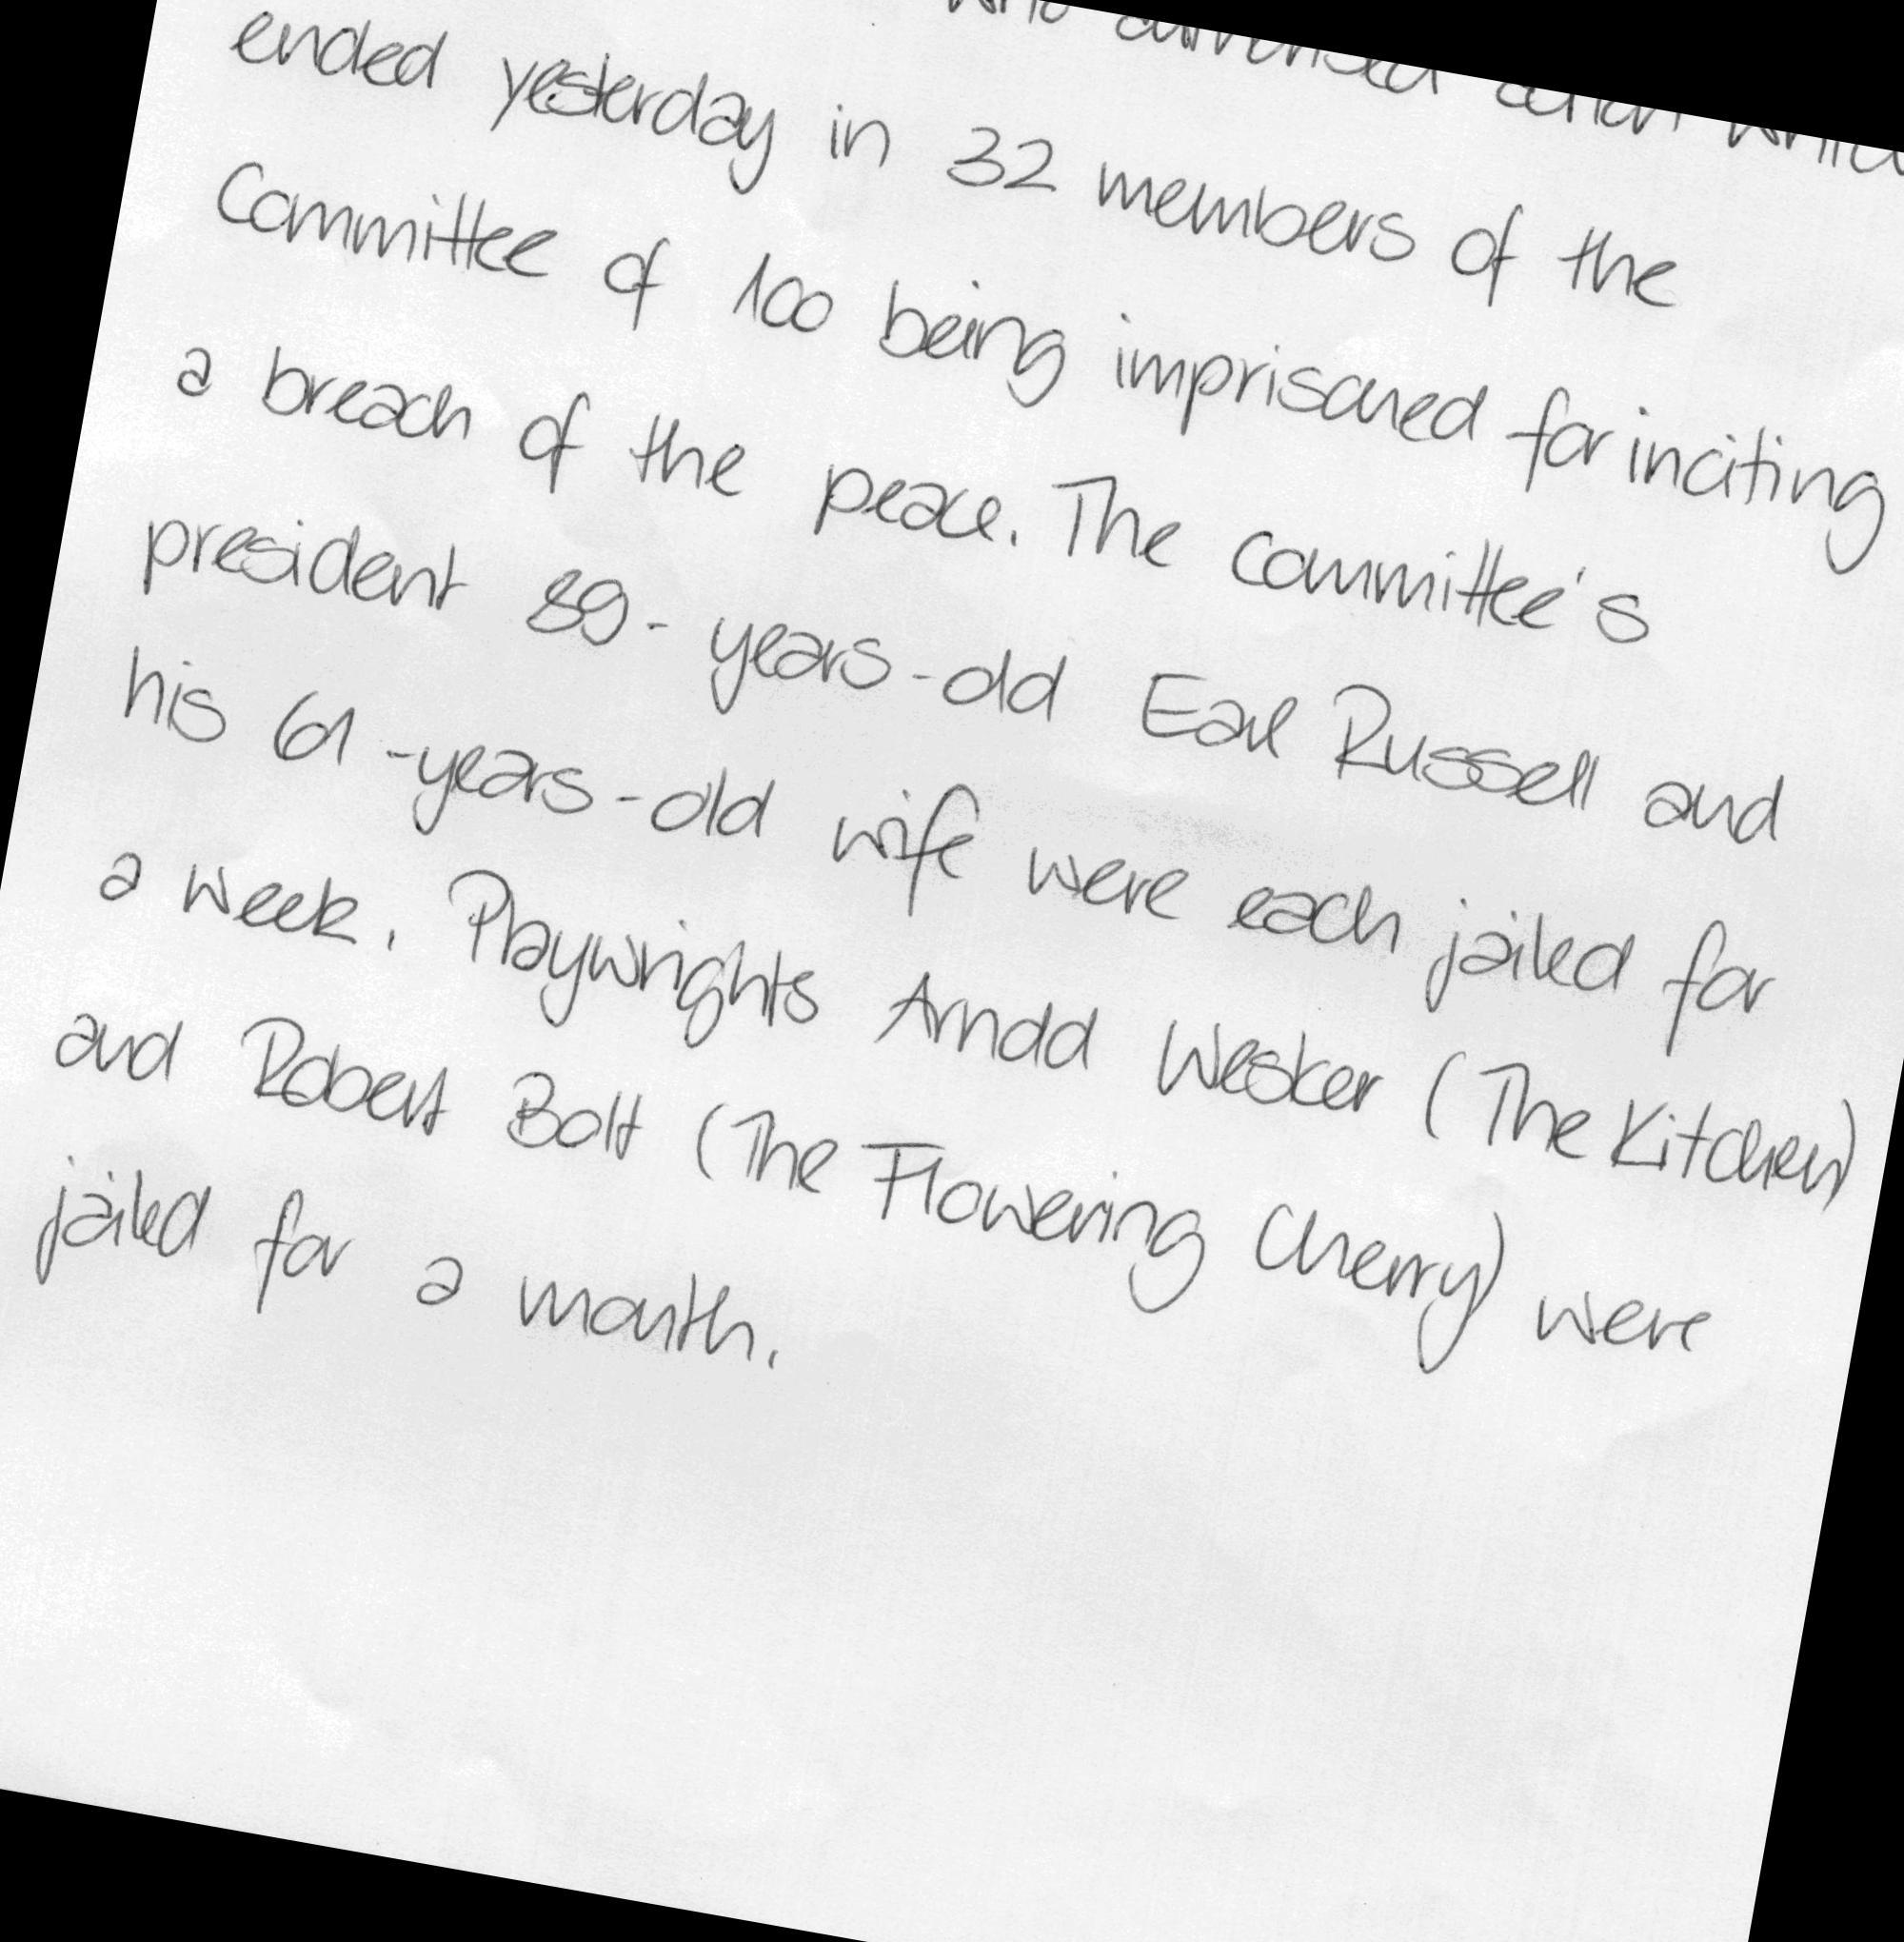 ended yesterday in 32 members of the
Committee of 100 being imprisoned for inciting
a breach of the peace. The committee's
president 89-years-old Earl Russell and
his 61-years-old wife were each jailed for
a week. Playwrights Arnold Wesker (The Kitchen)
and Robert Bolt (The Flowering Cherry) were
jailed for a month.